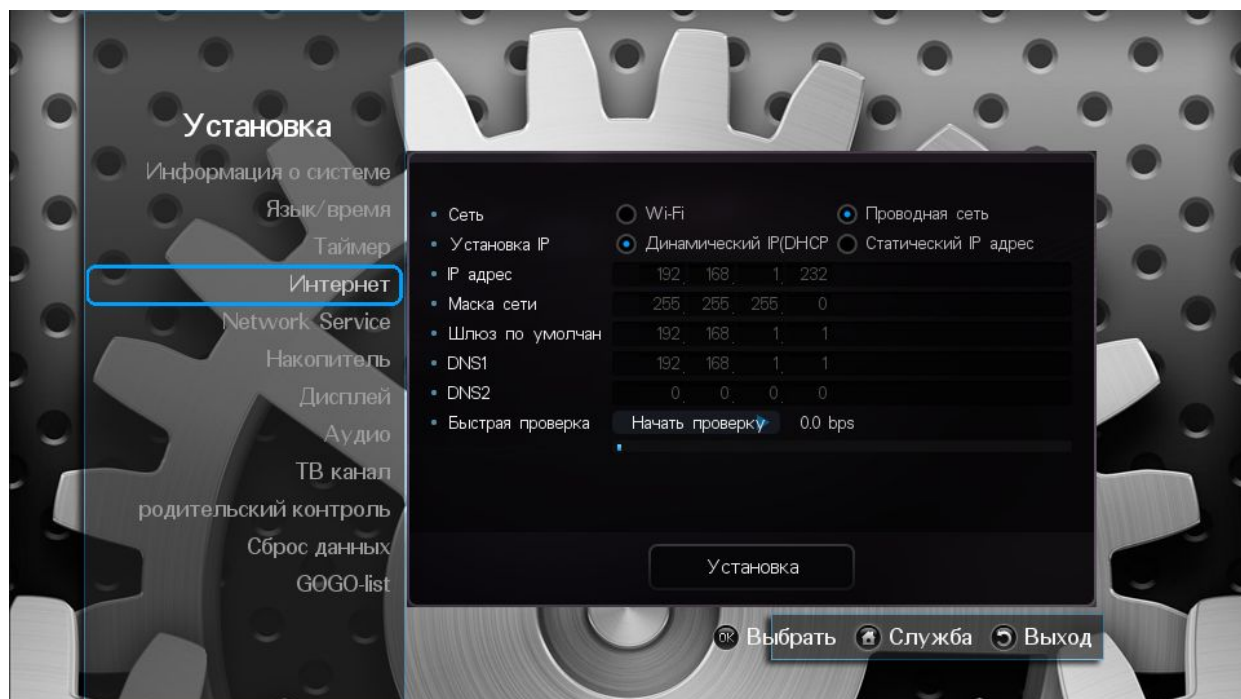 Установка
Информация о системе
Язык/время
Таймер
Интернет
Network Service
Накопитель
Дисплей
Аудио
ТВ канал
родительский контроль
Сброс данных
GOGO-list
Сеть Wi-Fi Проводная сеть
Установка IP Динамический IP(DHCP Статический IP адрес
IP адрес 192. 168. 1. 232
Маска сети 255. 255. 255. 0
Шлюз по умолчан 192. 168. 1. 1
DNS1 192. 168. 1. 1
DNS2 0. 0. 0. 0
Быстрая проверка Начать проверку 0.0 bps
Установка
OK Выбрать Служба Выход